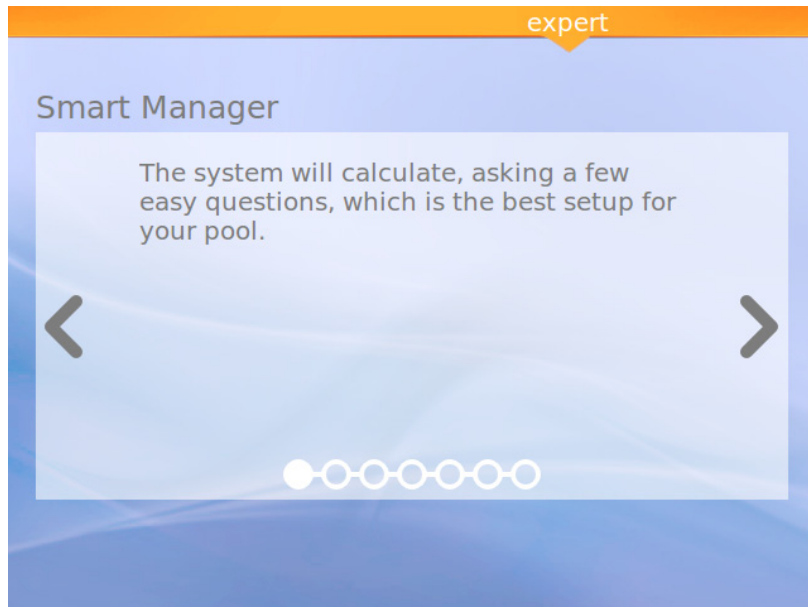 expert
Smart Manager
The system will calculate, asking a few
easy questions, which is the best setup for
your pool.